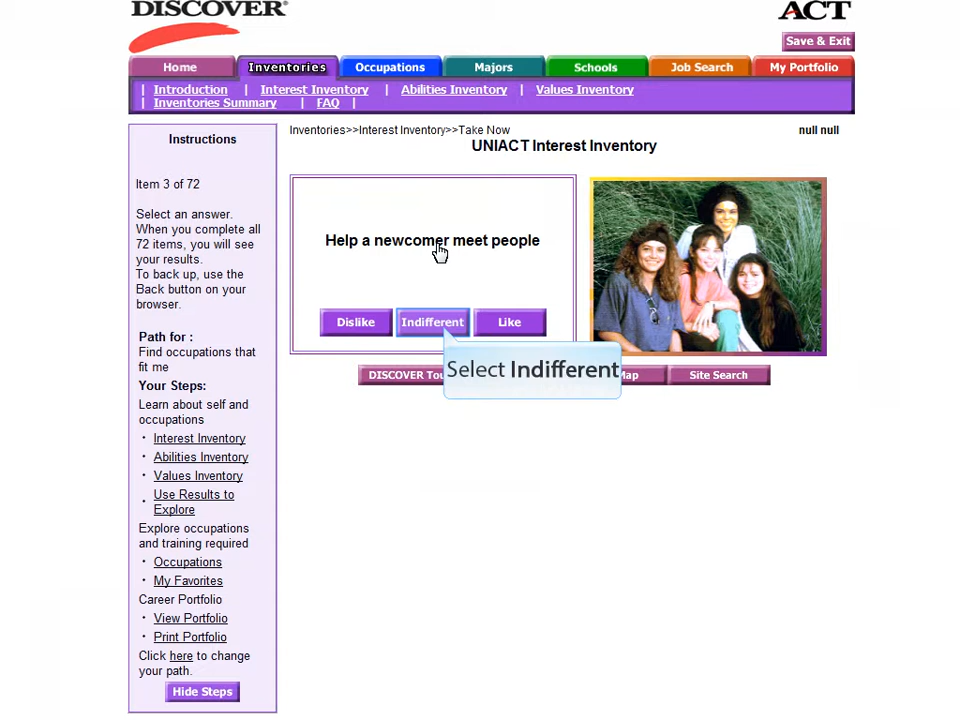 DISCOVER®
ACT
Save & Exit
Home
Inventories
Occupations
Majors
Schools
Job Search
My Portfolio
| Introduction | Interest Inventory | Abilities Inventory | Values Inventory
| Inventories Summary | FAQ |
Instructions
Item 3 of 72
Select an answer.
When you complete all
72 items, you will see
your results.
To back up, use the
Back button on your
browser.
Path for :
Find occupations that
fit me
Your Steps:
Learn about self and
occupations
· Interest Inventory
· Abilities Inventory
· Values Inventory
· Use Results to
Explore
Explore occupations
and training required
· Occupations
· My Favorites
Career Portfolio
· View Portfolio
· Print Portfolio
Click here to change
your path.
Hide Steps
Inventories>>Interest Inventory>>Take Now
null null
UNIACT Interest Inventory
Help a newcomer meet people
Dislike
Indifferent
Like
Select Indifferent
DISCOVER Tou
Map
Site Search